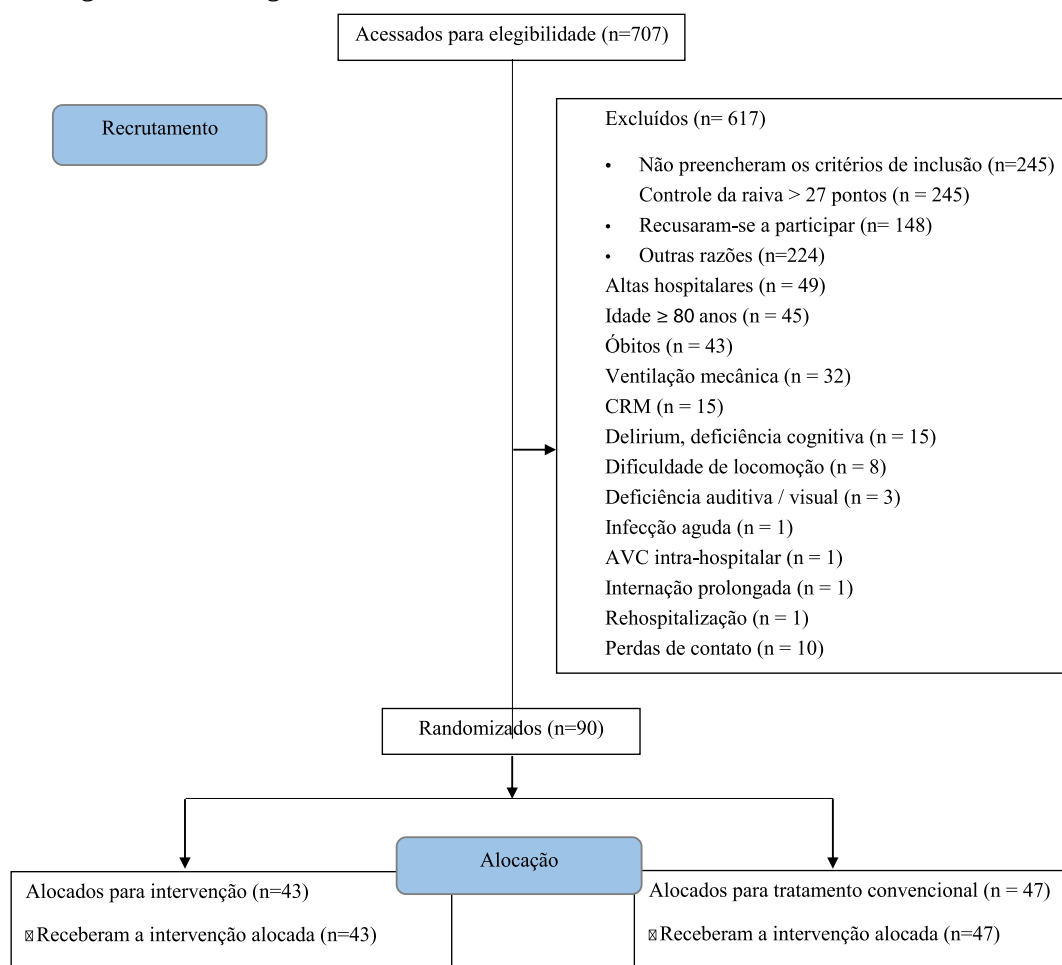 Acessados para elegibilidade (n=707)
Recrutamento
Excluídos (n= 617)
• Não preencheram os critérios de inclusão (n=245)
Controle da raiva > 27 pontos (n = 245)
• Recusaram-se a participar (n= 148)
• Outras razões (n=224)
Altas hospitalares (n = 49)
Idade ≥ 80 anos (n = 45)
Óbitos (n = 43)
Ventilação mecânica (n = 32)
CRM (n = 15)
Delirium, deficiência cognitiva (n = 15)
Dificuldade de locomoção (n = 8)
Deficiência auditiva / visual (n = 3)
Infecção aguda (n = 1)
AVC intra-hospitalar (n = 1)
Internação prolongada (n = 1)
Rehospitalização (n = 1)
Perdas de contato (n = 10)
Randomizados (n=90)
Alocação
Alocados para intervenção (n=43)
Receberam a intervenção alocada (n=43)
Alocados para tratamento convencional (n = 47)
Receberam a intervenção alocada (n=47)